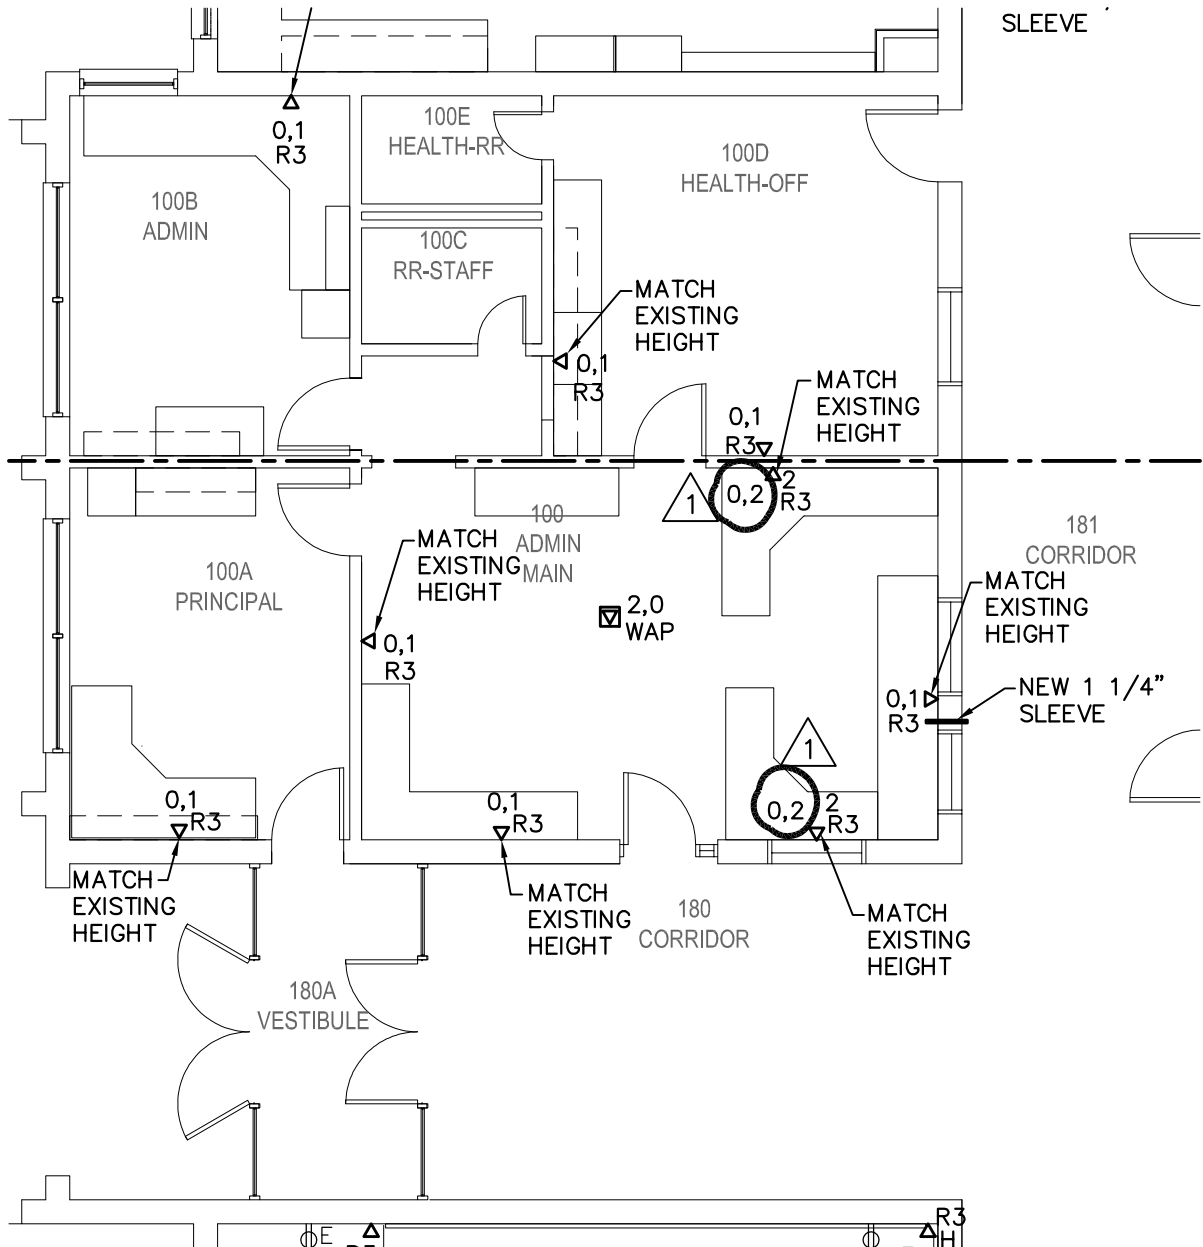 SLEEVE
0,1
R3
100E
HEALTH-RR
100D
HEALTH-OFF
100B
ADMIN
100C
RR-STAFF
MATCH
EXISTING
HEIGHT
0,1
R3
MATCH
EXISTING
HEIGHT
0,1
R3
1
0,2
2
R3
100
ADMIN
MAIN
181
CORRIDOR
MATCH
EXISTING
HEIGHT
100A
PRINCIPAL
MATCH
EXISTING
HEIGHT
2,0
WAP
0,1
R3
0,1
R3
NEW 1 1/4"
SLEEVE
1
0,1
R3
0,1
R3
0,2
2
R3
MATCH
EXISTING
HEIGHT
MATCH
EXISTING
HEIGHT
180
CORRIDOR
MATCH
EXISTING
HEIGHT
180A
VESTIBULE
E
R3
H